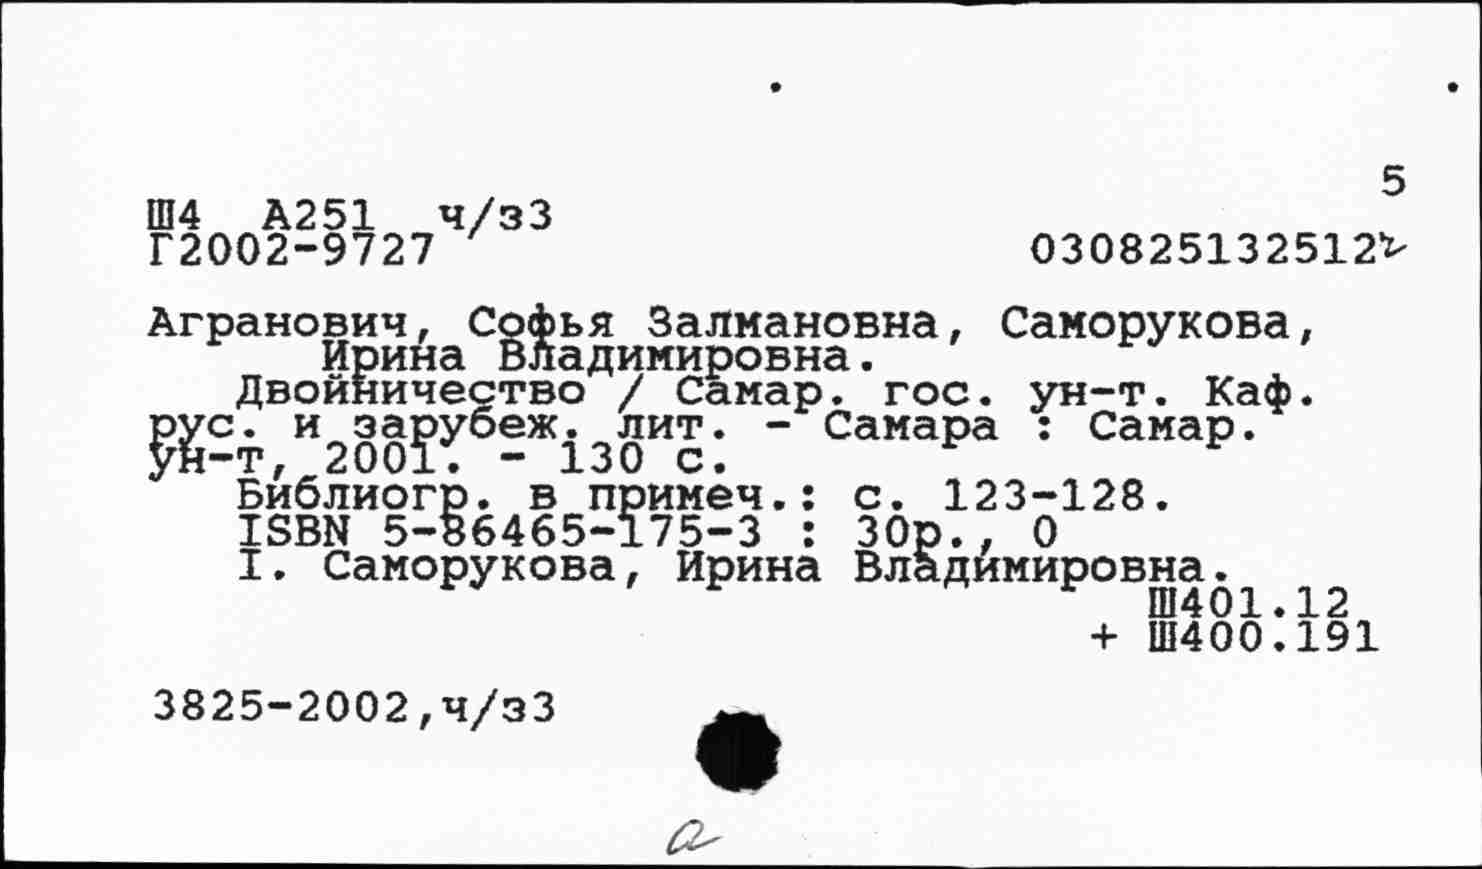 5
Ш4 А251 ч/з3
Г2002-9727 0308251325122
Агранович, Софья Залмановна, Саморукова,
Ирина Владимировна.
Двойничество / Самар. гос. ун-т. Каф.
рус. и зарубеж. лит. - Самара : Самар.
ун-т, 2001. - 130 с.
Библиогр. в примеч.: с. 123-128.
ISBN 5-86465-175-3 : 30р., 0
I. Саморукова, Ирина Владимировна.
Ш401.12
+ Ш400.191
3825-2002,ч/з3
а